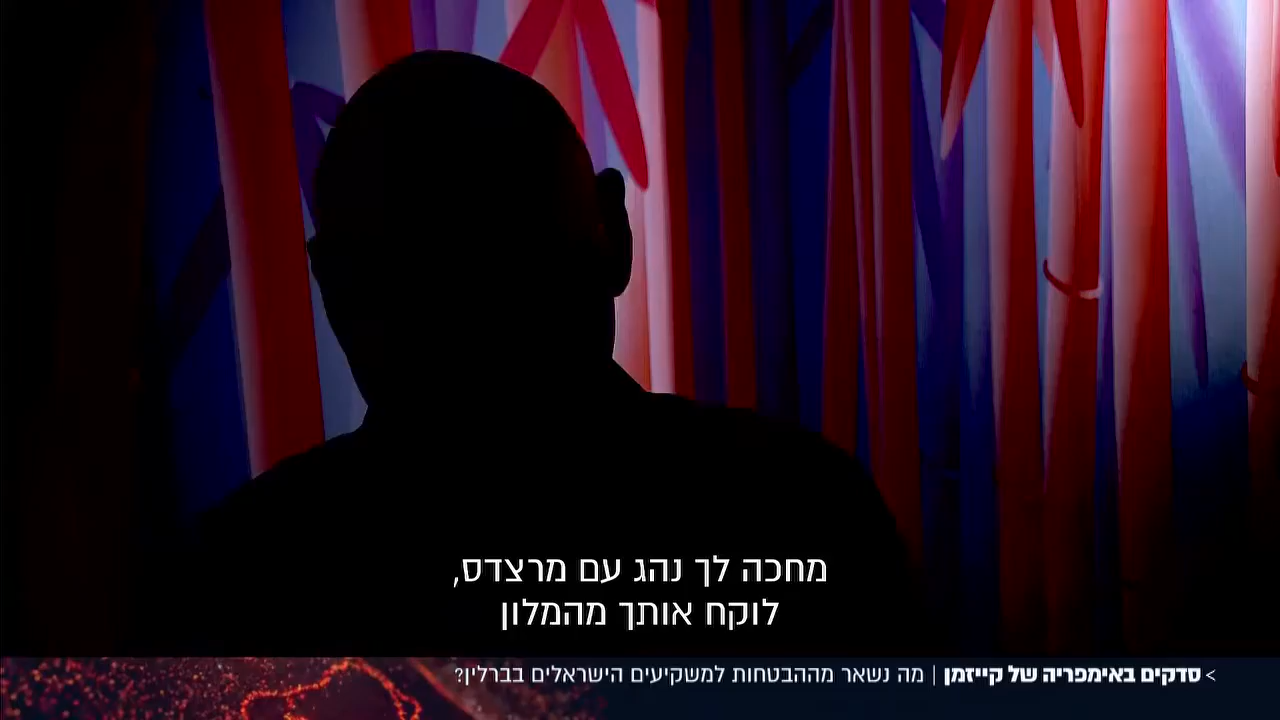 מחכה לך נהג עם מרצדס,
לוקח אותך מהמלון
> סדקים באימפריה של קייזמן | מה נשאר מההבטחות למשקיעים הישראלים בברלין?